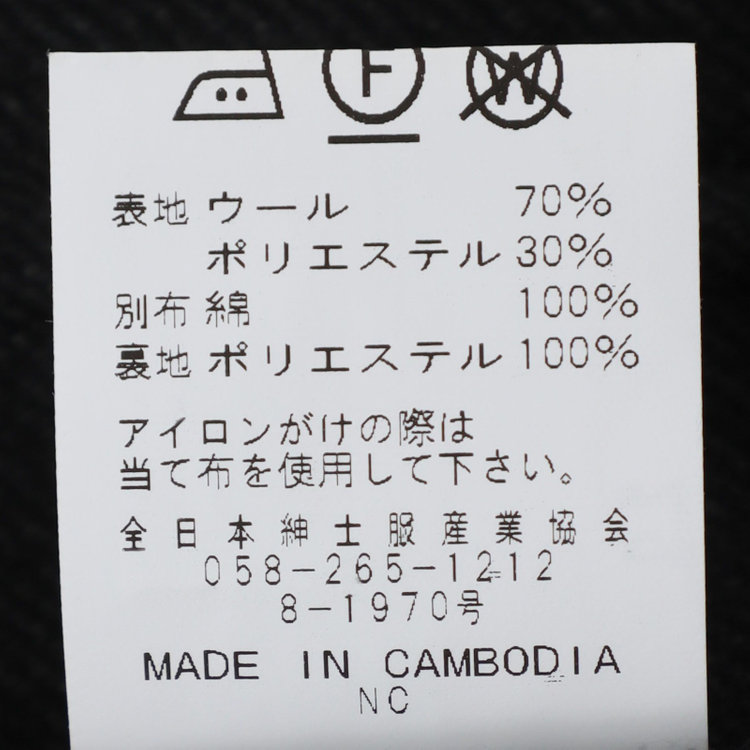 F W
表地 ウール 70%
ポリエステル 30%
別布 綿 100%
裏地 ポリエステル 100%
アイロンがけの際は
当て布を使用して下さい。
全日本紳士服産業協会
058-265-1212
8-1970号
MADE IN CAMBODIA
NC